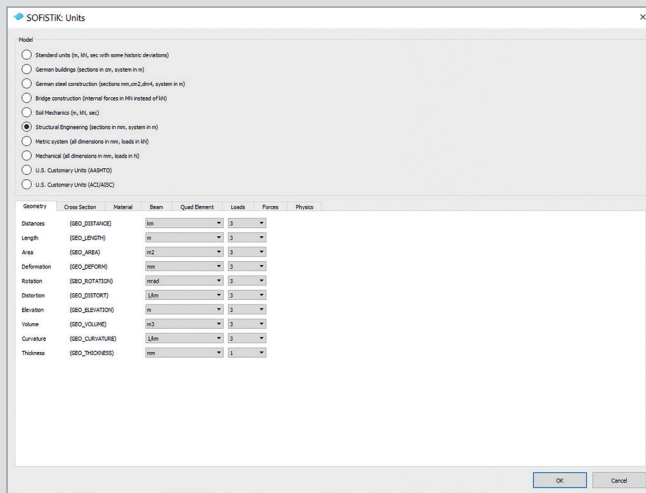 SOFiSTiK: Units
Model
Standard units (m, kN, sec with some historic deviations)
German buildings (sections in cm, system in m)
German steel construction (sections mm,cm2,dm4, system in m)
Bridge construction (internal forces in MN instead of kN)
Soil Mechanics (m, kN, sec)
Structural Engineering (sections in mm, system in m)
Metric system (all dimensions in mm, loads in kN)
Mechanical (all dimensions in mm, loads in N)
U.S. Customary Units (AASHTO)
U.S. Customary Units (ACI/AISC)
Geometry Cross Section Material Beam Quad Element Loads Forces Physics
Distances (GEO_DISTANCE) km 3
Length (GEO_LENGTH) m 3
Area (GEO_AREA) m2 3
Deformation (GEO_DEFORM) mm 3
Rotation (GEO_ROTATION) mrad 3
Distortion (GEO_DISTORT) 1/km 3
Elevation (GEO_ELEVATION) m 3
Volume (GEO_VOLUME) m3 3
Curvature (GEO_CURVATURE) 1/km 3
Thickness (GEO_THICKNESS) mm 1
OK Cancel